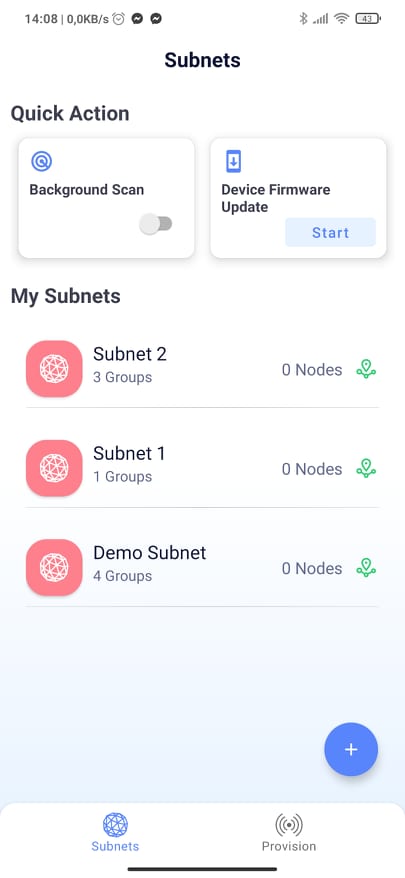 14:08 | 0,0KB/s
43
Subnets
Quick Action
Background Scan
Device Firmware
Update
Start
My Subnets
Subnet 2
3 Groups
0 Nodes
Subnet 1
1 Groups
0 Nodes
Demo Subnet
4 Groups
0 Nodes
+
Subnets
Provision